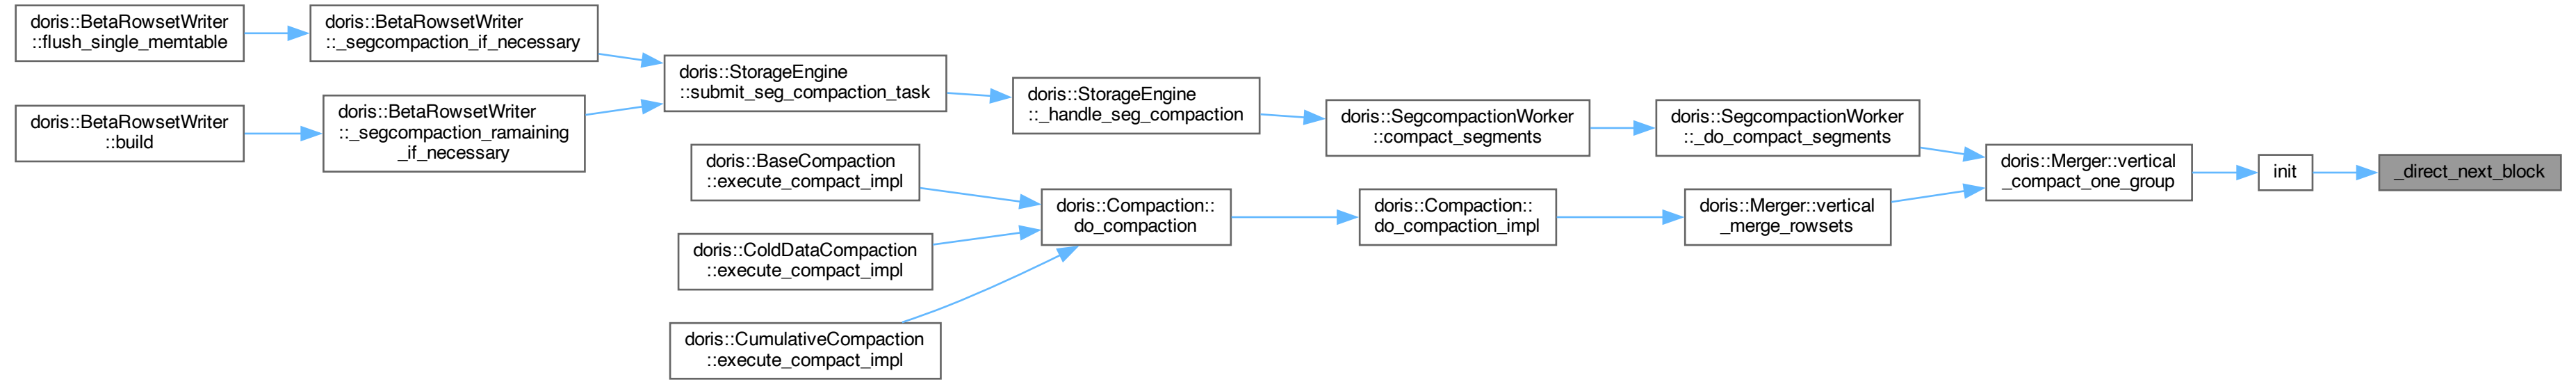 doris::BetaRowsetWriter
::flush_single_memtable
doris::BetaRowsetWriter
::_segcompaction_if_necessary
doris::BetaRowsetWriter
::build
doris::BetaRowsetWriter
::_segcompaction_ramaining
_if_necessary
doris::StorageEngine
::submit_seg_compaction_task
doris::StorageEngine
::_handle_seg_compaction
doris::SegcompactionWorker
::compact_segments
doris::SegcompactionWorker
::_do_compact_segments
doris::BaseCompaction
::execute_compact_impl
doris::ColdDataCompaction
::execute_compact_impl
doris::CumulativeCompaction
::execute_compact_impl
doris::Compaction::
do_compaction
doris::Compaction::
do_compaction_impl
doris::Merger::vertical
_merge_rowsets
doris::Merger::vertical
_compact_one_group
init
_direct_next_block